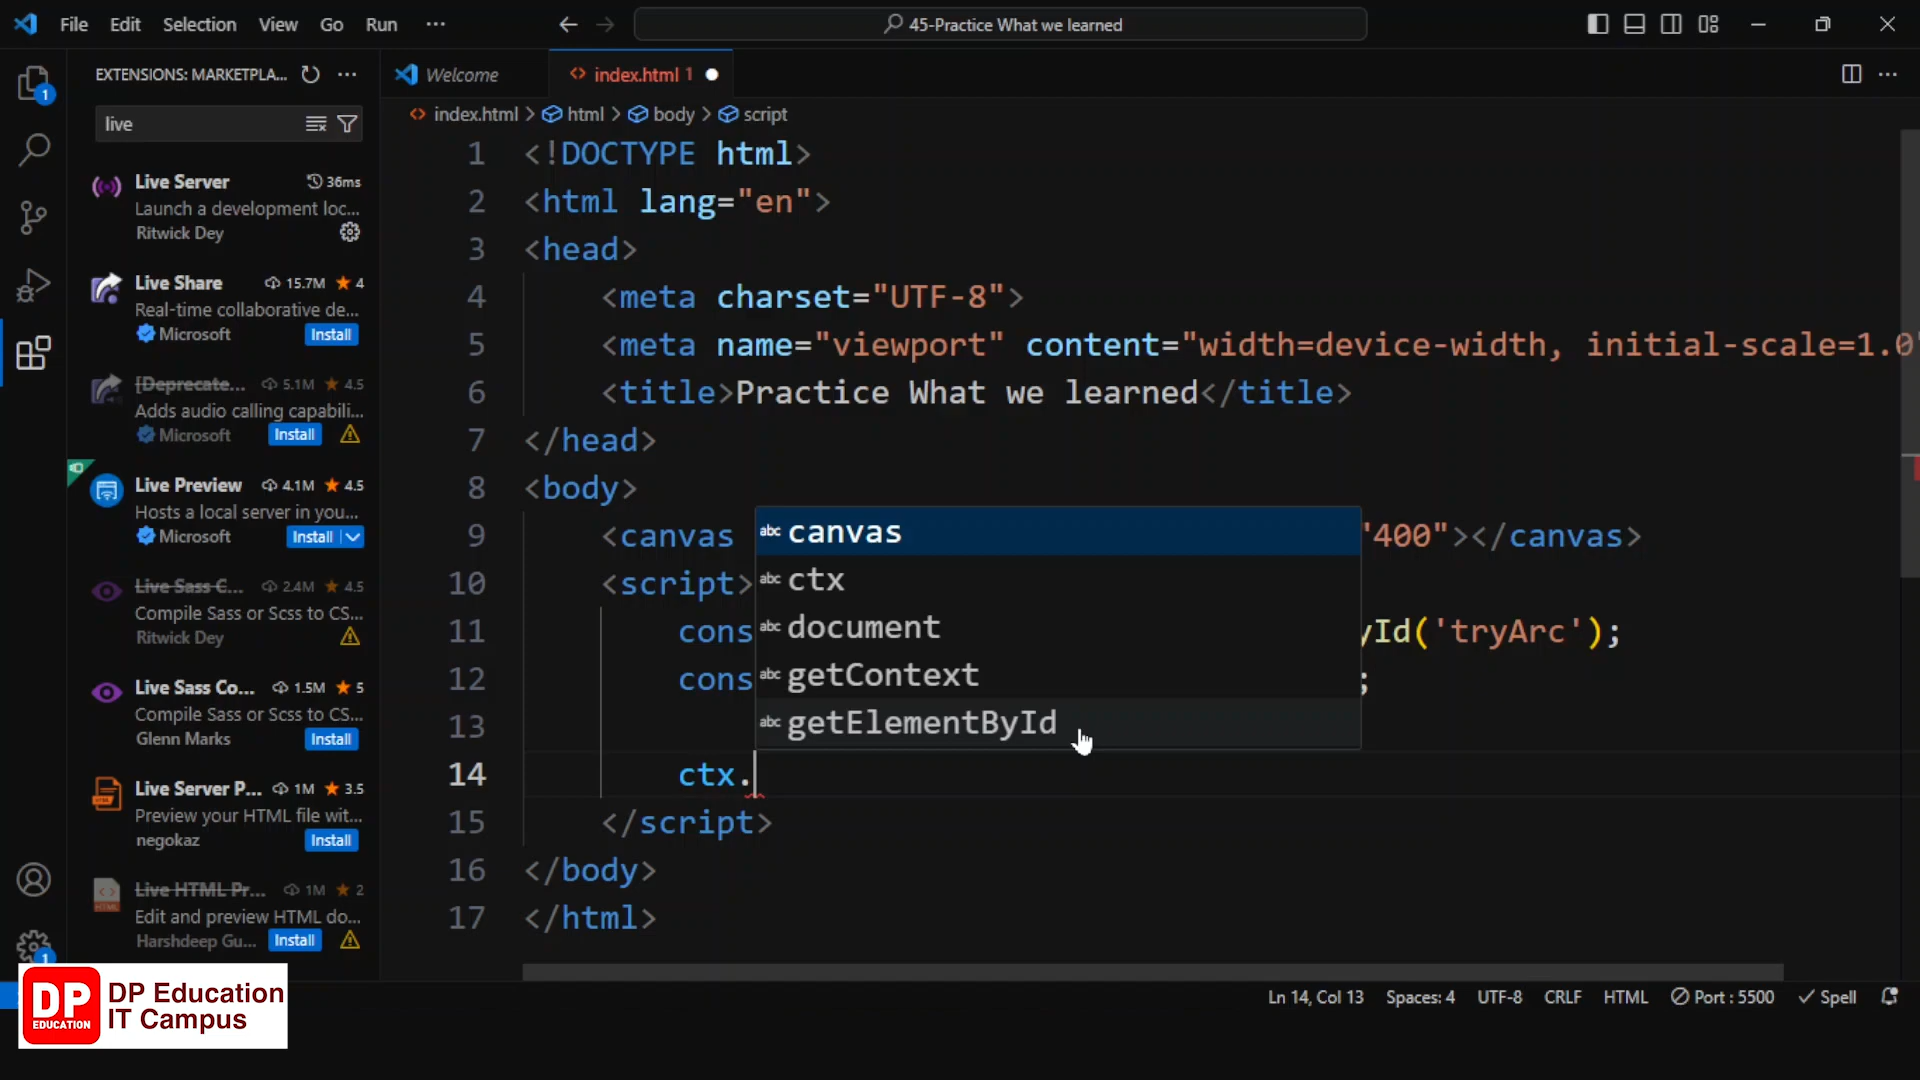 File Edit Selection View Go Run ··· 45-Practice What we learned
EXTENSIONS: MARKETPLA...
live
Live Server 36ms
Launch a development loc...
Ritwick Dey
Live Share 15.7M 4
Real-time collaborative de...
Microsoft Install
[Deprecate... 5.1M 4.5
Adds audio calling capabili...
Microsoft Install
Live Preview 4.1M 4.5
Hosts a local server in you...
Microsoft Install
Live Sass C... 2.4M 4.5
Compile Sass or Scss to CS...
Ritwick Dey
Live Sass Co... 1.5M 5
Compile Sass or Scss to CS...
Glenn Marks Install
Live Server P... 1M 3.5
Preview your HTML file wit...
negokaz Install
Live HTML Pr... 1M 2
Edit and preview HTML do...
Harshdeep Gu... Install
1
1
Welcome index.html 1
index.html > html > body > script
1 <!DOCTYPE html>
2 <html lang="en">
3 <head>
4 <meta charset="UTF-8">
5 <meta name="viewport" content="width=device-width, initial-scale=1.0"
6 <title>Practice What we learned</title>
7 </head>
8 <body>
9 <canvas "400"></canvas>
10 <script>
11 cons yId('tryArc');
12 cons ;
13
14 ctx.
15 </script>
16 </body>
17 </html>
abc canvas
abc ctx
abc document
abc getContext
abc getElementById
DP EDUCATION
DP Education
IT Campus
Ln 14, Col 13 Spaces: 4 UTF-8 CRLF HTML Port : 5500 Spell